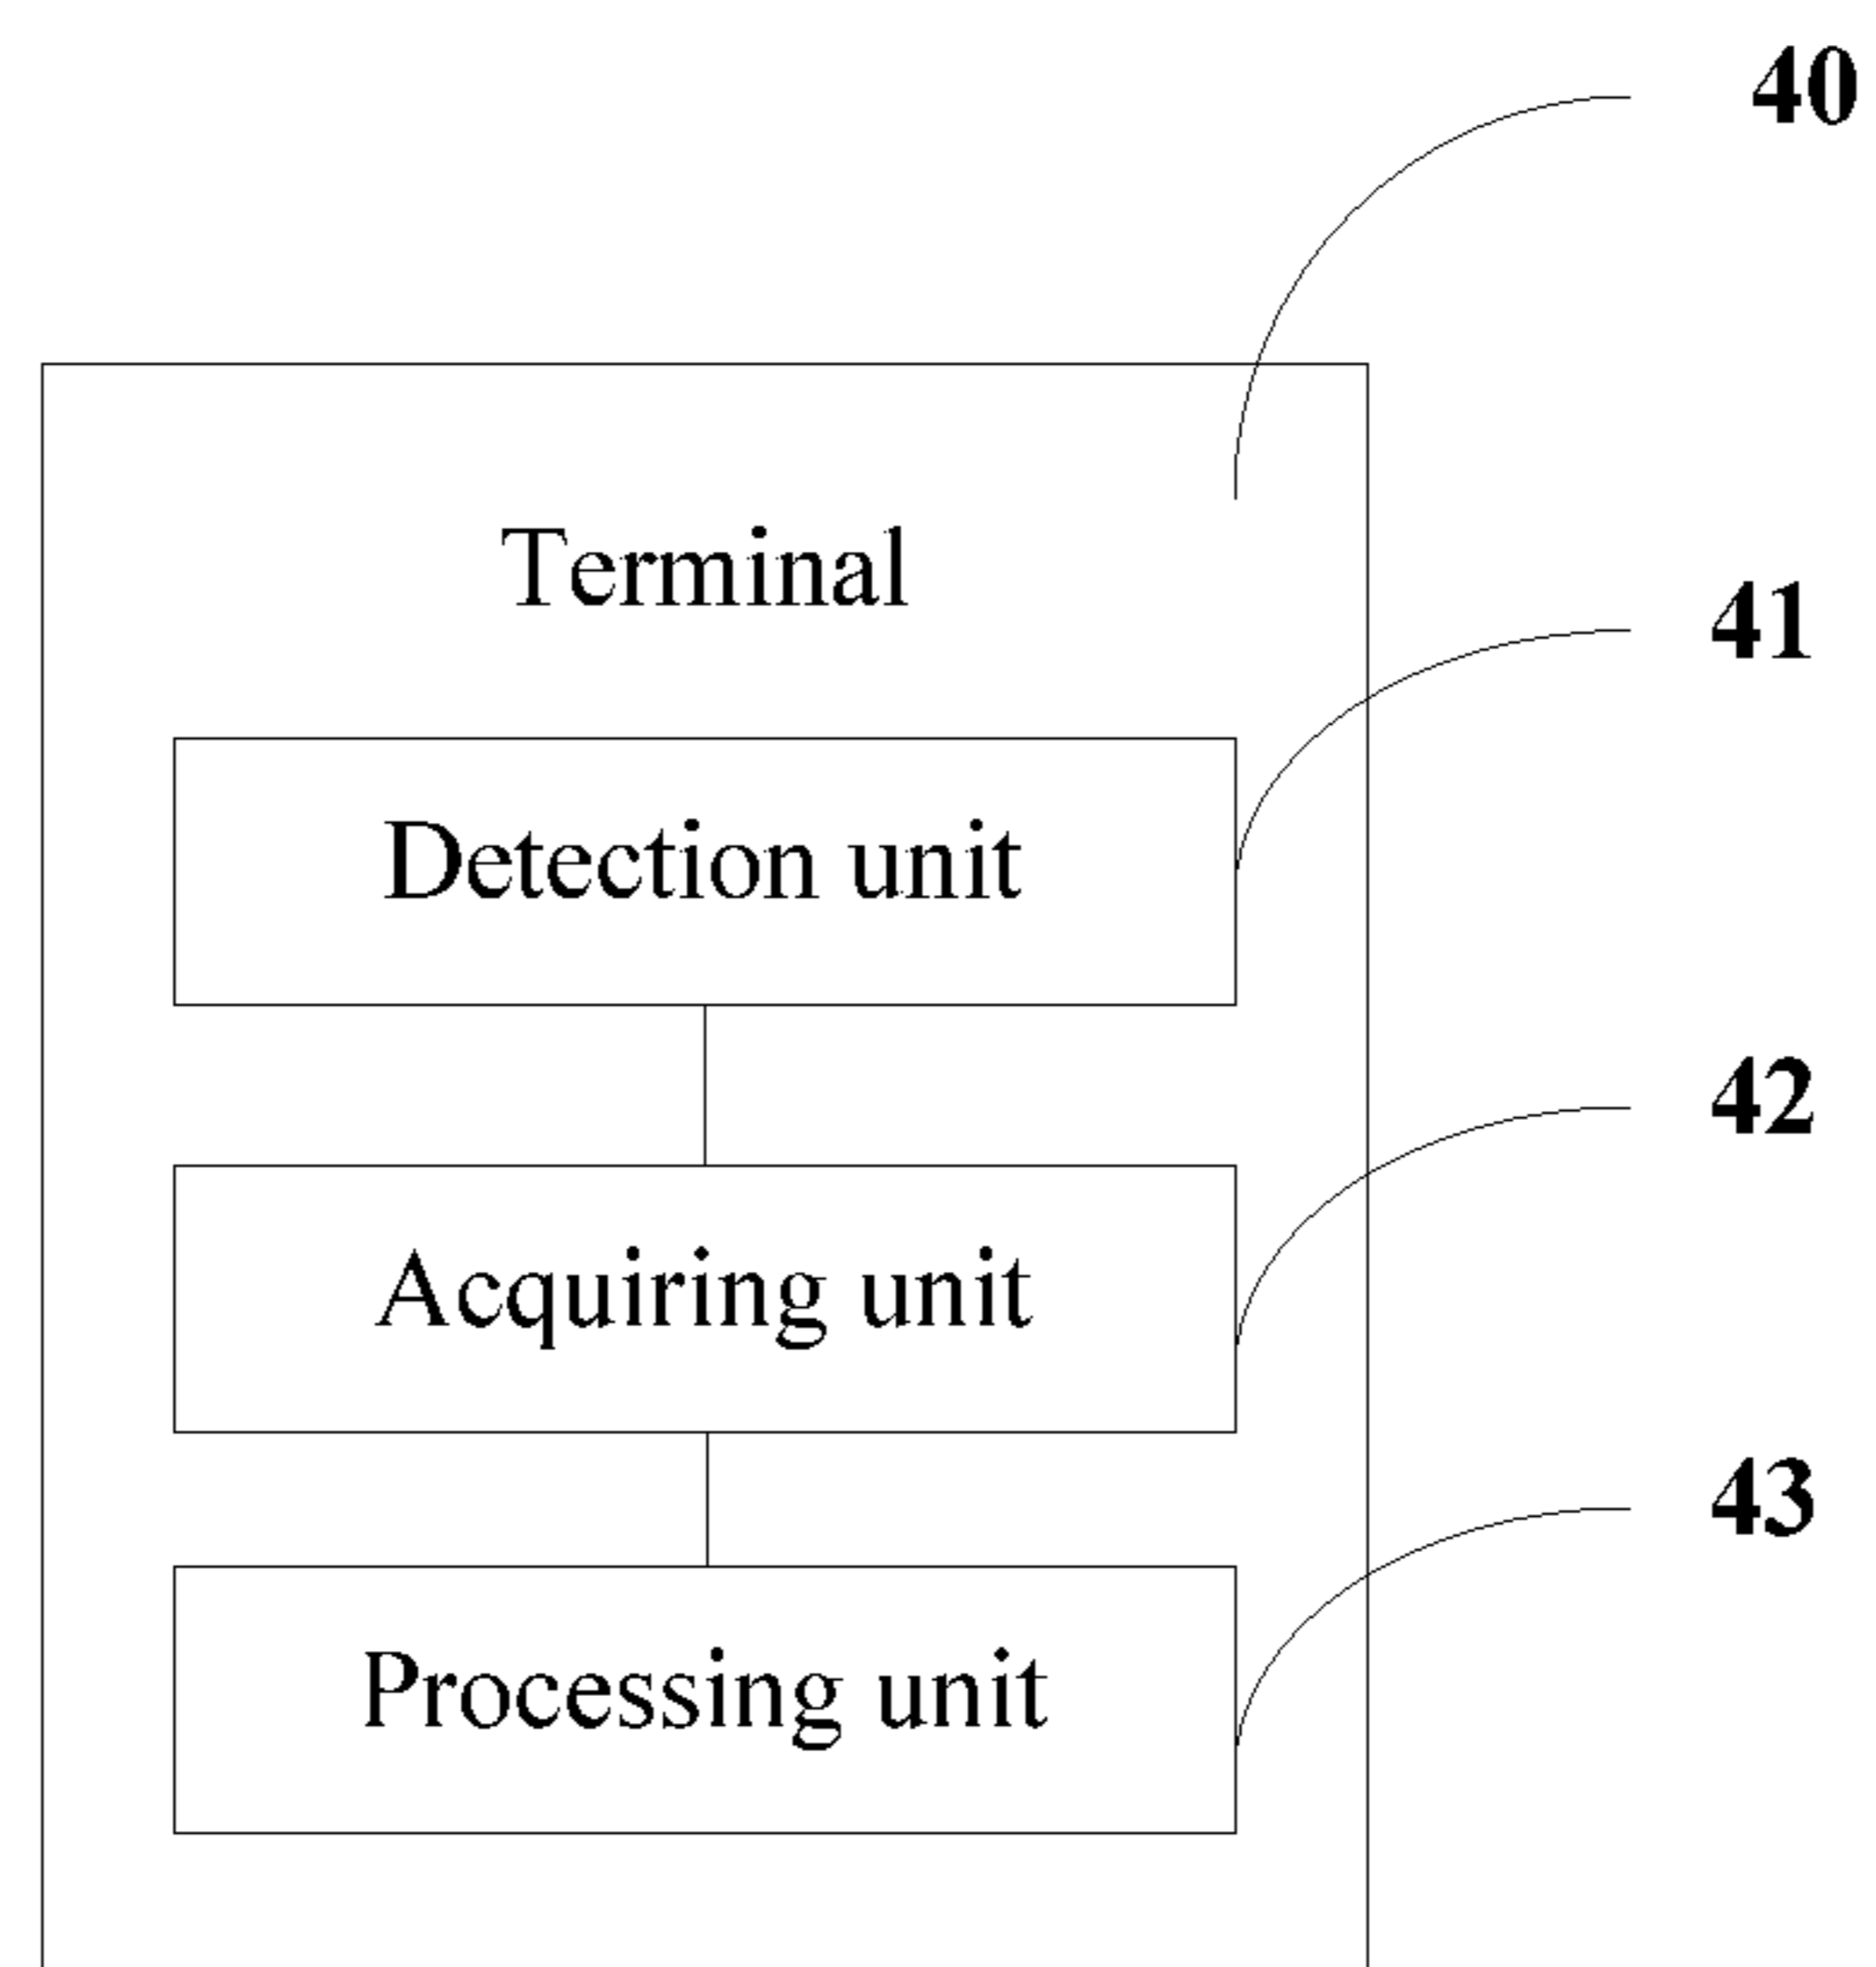 40
Terminal
41
Detection unit
42
Acquiring unit
43
Processing unit